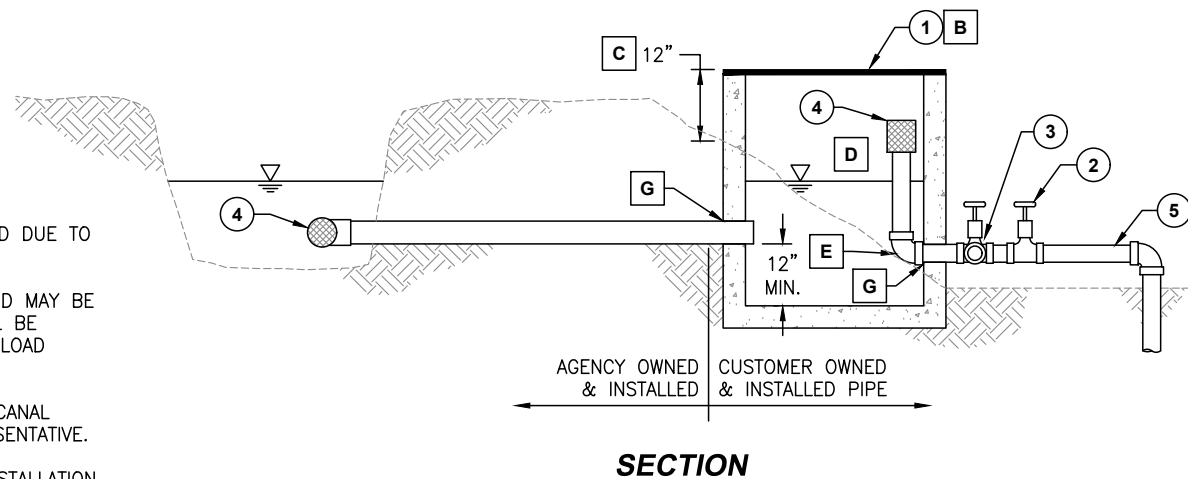 1 B
C 12"
4
3
D
2
G
4
5
D DUE TO
E
12"
MIN.
G
D MAY BE
BE
LOAD
AGENCY OWNED
& INSTALLED
CUSTOMER OWNED
& INSTALLED PIPE
CANAL
SENTATIVE.
SECTION
STALLATION